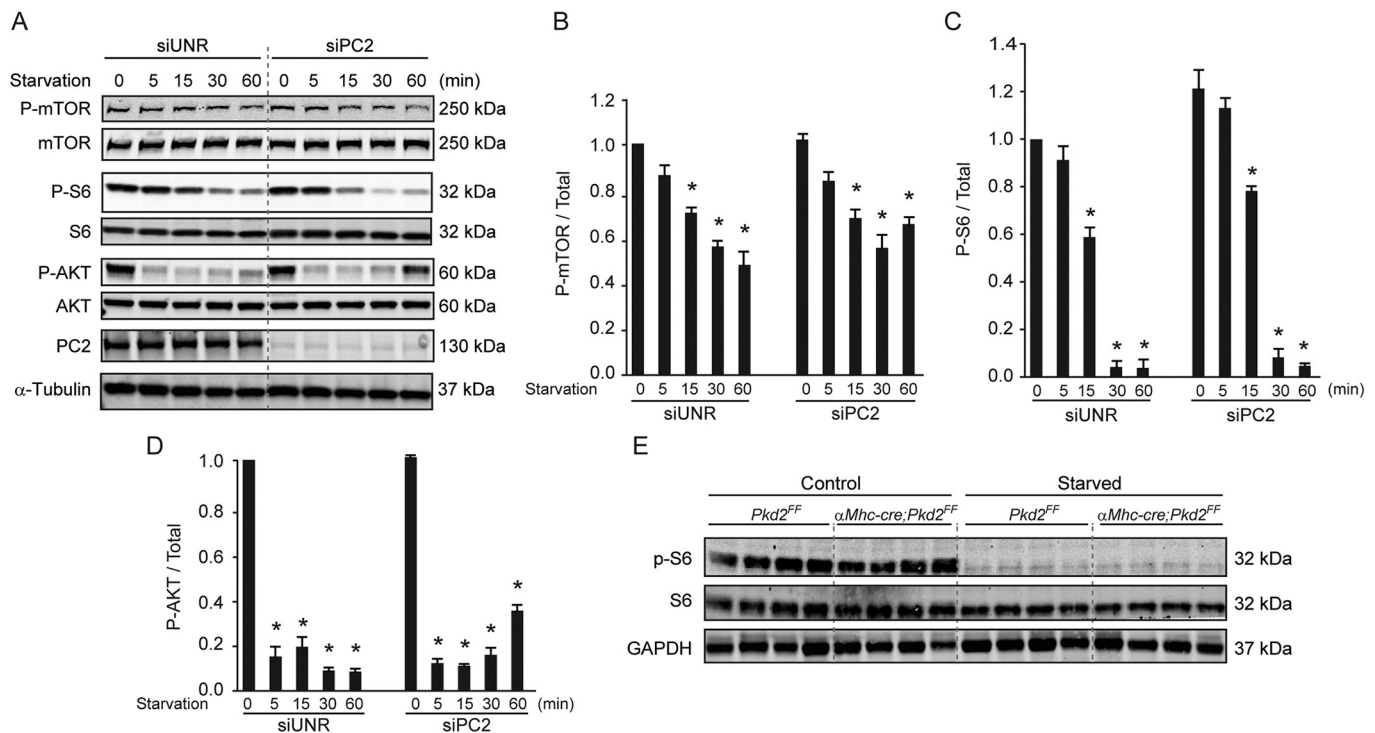 A
siUNR siPC2
Starvation 0 5 15 30 60 0 5 15 30 60 (min)
P-mTOR 250 kDa
mTOR 250 kDa
P-S6 32 kDa
S6 32 kDa
P-AKT 60 kDa
AKT 60 kDa
PC2 130 kDa
α-Tubulin 37 kDa
B
P-mTOR / Total
1.2
1.0
0.8
0.6
0.4
0.2
0.0
* * * * * *
Starvation 0 5 15 30 60 0 5 15 30 60
siUNR siPC2
C
P-S6 / Total
1.4
1.2
1.0
0.8
0.6
0.4
0.2
0.0
* * * * * *
0 5 15 30 60 0 5 15 30 60 (min)
siUNR siPC2
D
P-AKT / Total
1.0
1.0
0.8
0.6
0.4
0.2
0.0
* * * * * * * *
Starvation 0 5 15 30 60 0 5 15 30 60 (min)
siUNR siPC2
E
Control Starved
Pkd2FF αMhc-cre;Pkd2FF Pkd2FF αMhc-cre;Pkd2FF
p-S6 32 kDa
S6 32 kDa
GAPDH 37 kDa